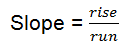 Slope = rise/run